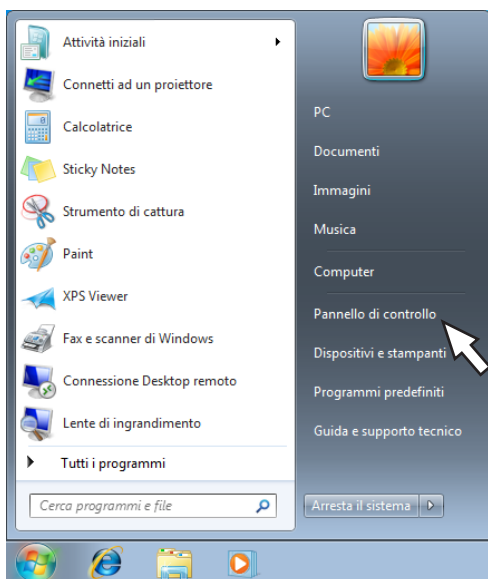 Attività iniziali
Connetti ad un proiettore
Calcolatrice
Sticky Notes
Strumento di cattura
Paint
XPS Viewer
Fax e scanner di Windows
Connessione Desktop remoto
Lente di ingrandimento
Tutti i programmi
Cerca programmi e file
PC
Documenti
Immagini
Musica
Computer
Pannello di controllo
Dispositivi e stampanti
Programmi predefiniti
Guida e supporto tecnico
Arresta il sistema